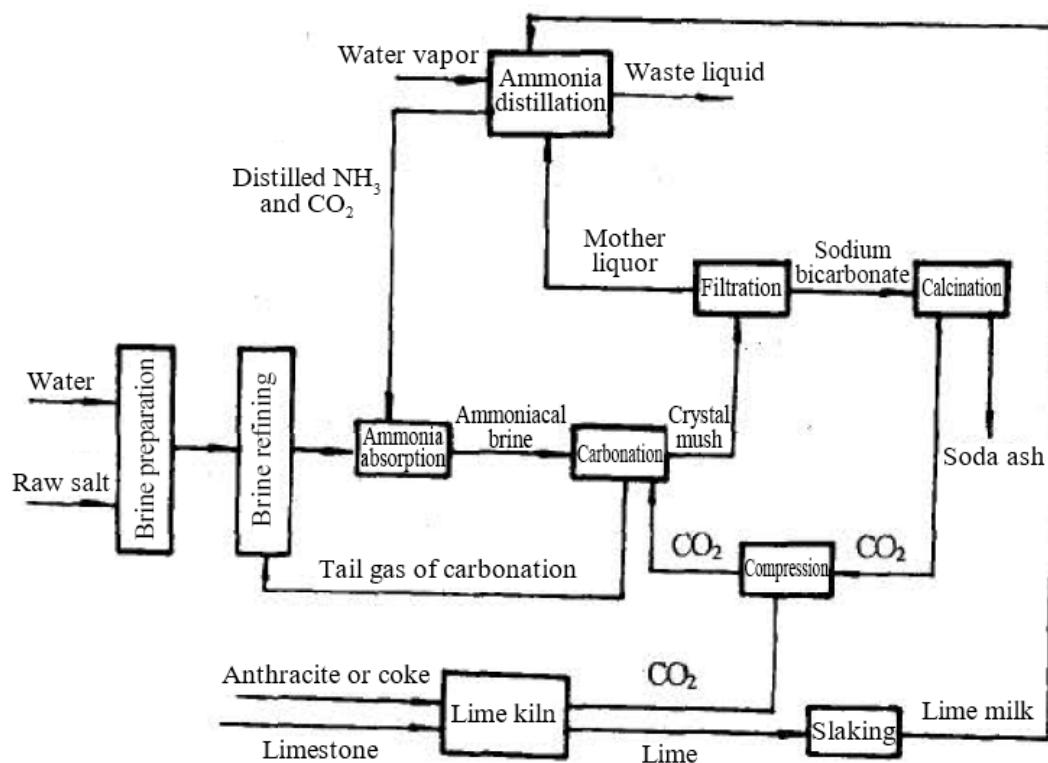 Water vapor
Ammonia
distillation
Waste liquid
Distilled NH₃
and CO₂
Mother
liquor
Filtration
Sodium
bicarbonate
Calcination
Water
Raw salt
Brine preparation
Brine refining
Ammonia
absorption
Ammoniacal
brine
Carbonation
Crystal
mush
Soda ash
CO₂
Compression
CO₂
Tail gas of carbonation
Anthracite or coke
Limestone
Lime kiln
CO₂
Lime
Slaking
Lime milk